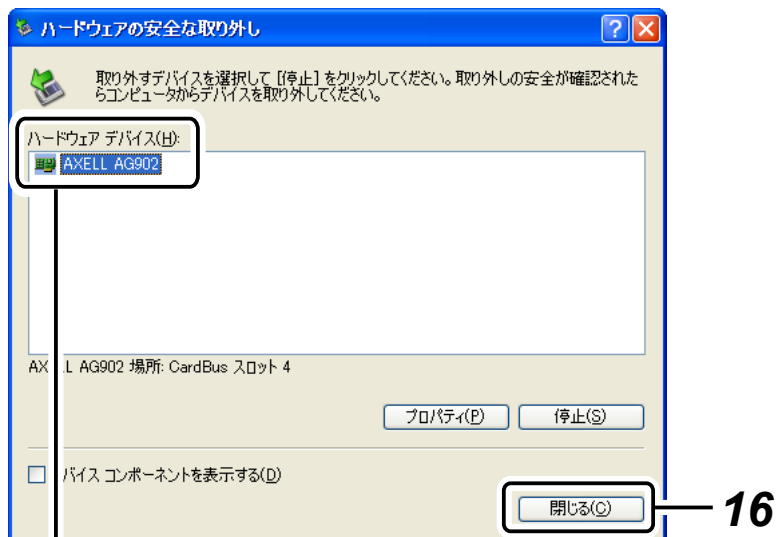 ハードウェアの安全な取り外し
取り外すデバイスを選択して [停止] をクリックしてください。取り外しの安全が確認された
らコンピュータからデバイスを取り外してください。
ハードウェア デバイス(H):
AXELL AG902
AG902 場所: CardBus スロット 4
プロパティ(P) 停止(S)
コンポーネントを表示する(D)
閉じる(C) 16